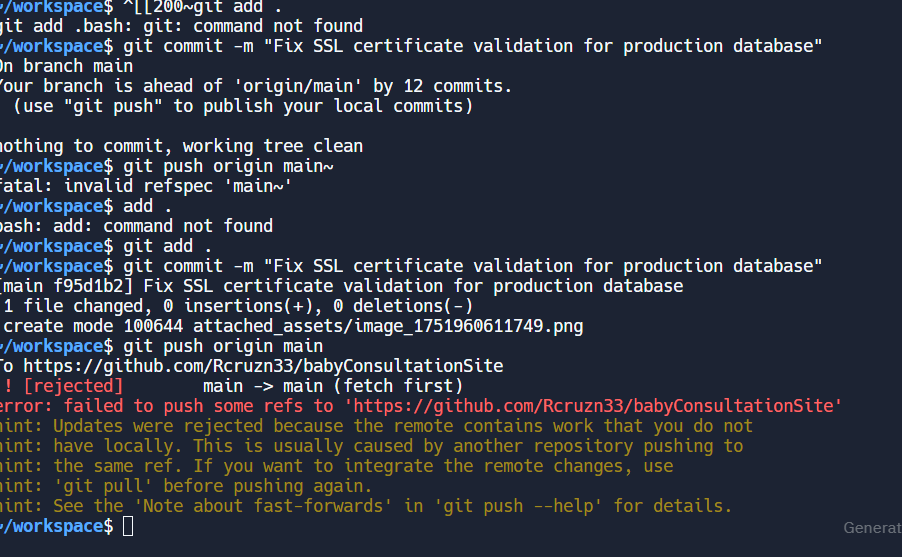 ~/workspace$ ^[[200~git add .
git add .bash: git: command not found
~/workspace$ git commit -m "Fix SSL certificate validation for production database"
On branch main
Your branch is ahead of 'origin/main' by 12 commits.
(use "git push" to publish your local commits)
nothing to commit, working tree clean
~/workspace$ git push origin main~
fatal: invalid refspec 'main~'
~/workspace$ add .
bash: add: command not found
~/workspace$ git add .
~/workspace$ git commit -m "Fix SSL certificate validation for production database"
[main f95d1b2] Fix SSL certificate validation for production database
1 file changed, 0 insertions(+), 0 deletions(-)
create mode 100644 attached_assets/image_1751960611749.png
~/workspace$ git push origin main
To https://github.com/Rcruzn33/babyConsultationSite
! [rejected] main -> main (fetch first)
error: failed to push some refs to 'https://github.com/Rcruzn33/babyConsultationSite'
hint: Updates were rejected because the remote contains work that you do not
hint: have locally. This is usually caused by another repository pushing to
hint: the same ref. If you want to integrate the remote changes, use
hint: 'git pull' before pushing again.
hint: See the 'Note about fast-forwards' in 'git push --help' for details.
~/workspace$
Generat